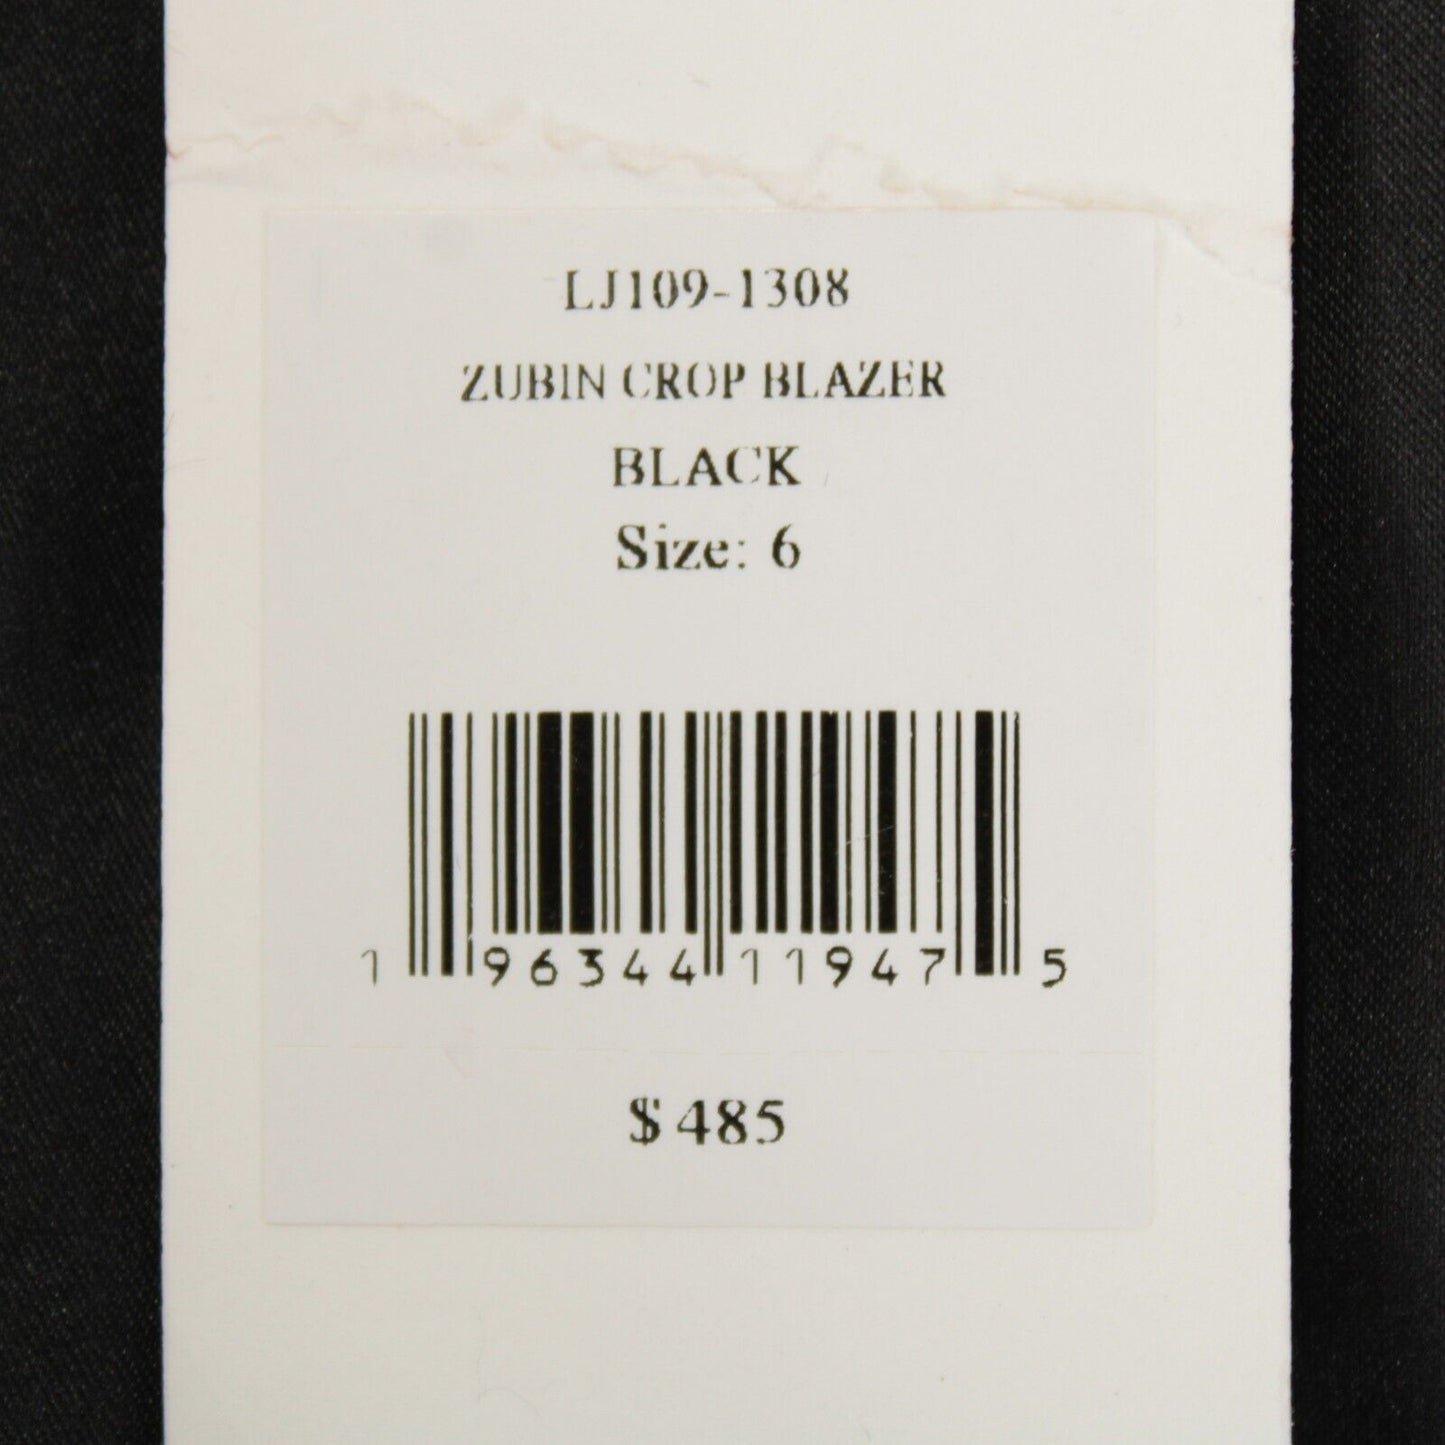 LJ109-1308
ZUBIN CROP BLAZER
BLACK
Size: 6
1 96344 11947 5
$ 485